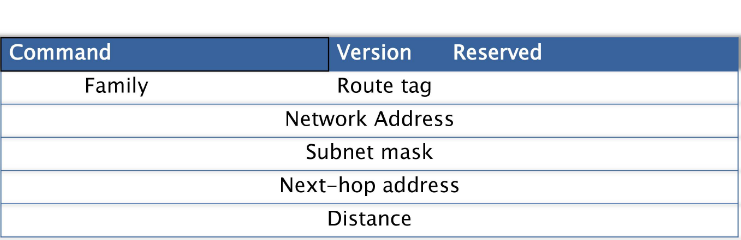 Command Version Reserved
Family Route tag
Network Address
Subnet mask
Next-hop address
Distance